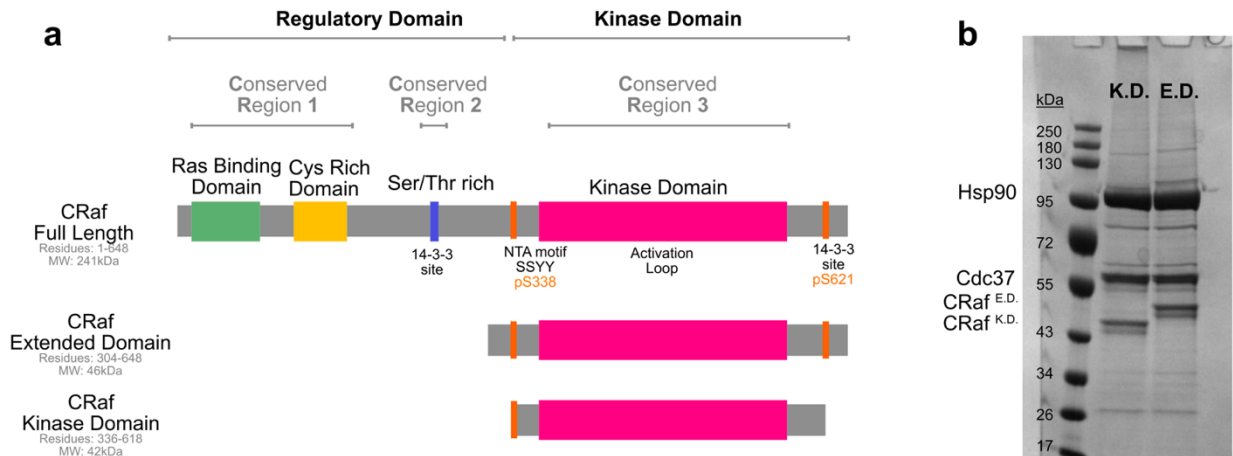 a
Regulatory Domain
Kinase Domain
Conserved
Region 1
Conserved
Region 2
Conserved
Region 3
Ras Binding
Domain
Cys Rich
Domain
Ser/Thr rich
Kinase Domain
CRaf
Full Length
Residues: 1-648
MW: 241kDa
14-3-3
site
NTA motif
SSYY
pS338
Activation
Loop
14-3-3
site
pS621
CRaf
Extended Domain
Residues: 304-648
MW: 46kDa
CRaf
Kinase Domain
Residues: 336-618
MW: 42kDa
b
K.D. E.D.
kDa
250
180
130
Hsp90
95
72
Cdc37
55
CRaf E.D.
CRaf K.D.
43
34
26
17